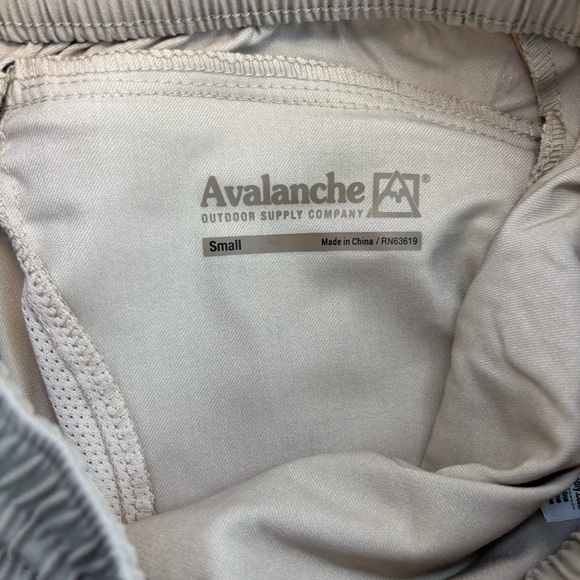 Avalanche ®
OUTDOOR SUPPLY COMPANY
Small Made in China / RN63619